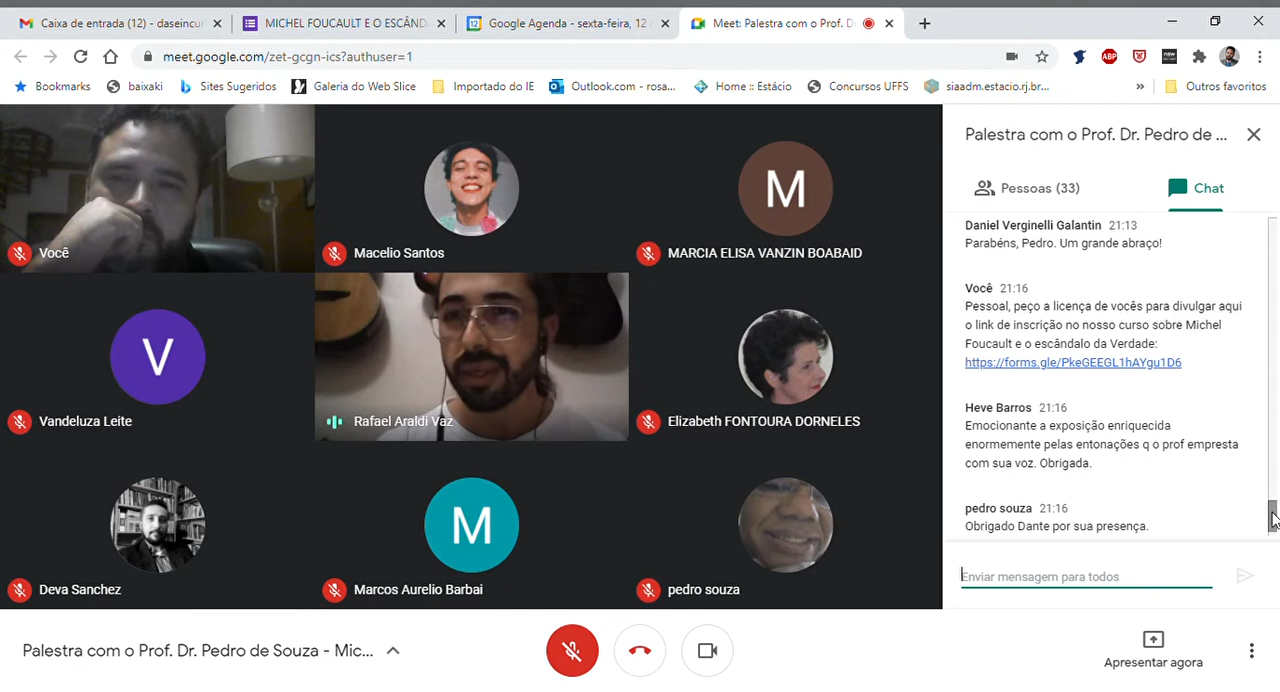 Caixa de entrada (12) - daseincu
MICHEL FOUCAULT E O ESCÂND
Google Agenda - sexta-feira, 12
Meet: Palestra com o Prof. D
meet.google.com/zet-gcgn-ics?authuser=1
Bookmarks
baixaki
Sites Sugeridos
Galeria do Web Slice
Importado do IE
Outlook.com - rosa...
Home :: Estácio
Concursos UFFS
siaadm.estacio.rj.br...
»
Outros favoritos
Você
Macelio Santos
M
MARCIA ELISA VANZIN BOABAID
V
Vandeluza Leite
Rafael Araldi Vaz
Elizabeth FONTOURA DORNELES
Deva Sanchez
M
Marcos Aurelio Barbai
pedro souza
Palestra com o Prof. Dr. Pedro de ...
Pessoas (33)
Chat
Daniel Verginelli Galantin 21:13
Parabéns, Pedro. Um grande abraço!
Você 21:16
Pessoal, peço a licença de vocês para divulgar aqui
o link de inscrição no nosso curso sobre Michel
Foucault e o escândalo da Verdade:
https://forms.gle/PkeGEEGL1hAYgu1D6
Heve Barros 21:16
Emocionante a exposição enriquecida
enormemente pelas entonações q o prof empresta
com sua voz. Obrigada.
pedro souza 21:16
Obrigado Dante por sua presença.
Enviar mensagem para todos
Palestra com o Prof. Dr. Pedro de Souza - Mic...
Apresentar agora